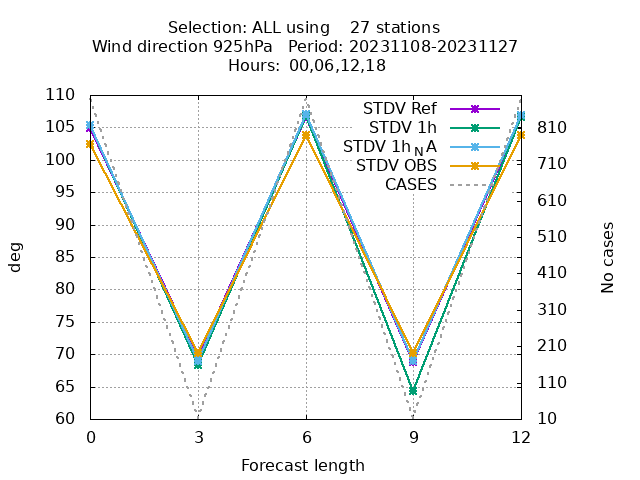 Selection: ALL using 27 stations
Wind direction 925hPa Period: 20231108-20231127
Hours: 00,06,12,18
110
105
100
95
90
85
80
75
70
65
60
deg
STDV Ref
STDV 1h
STDV 1h_N A
STDV OBS
CASES
810
710
610
510
410
310
210
110
10
No cases
0 3 6 9 12
Forecast length